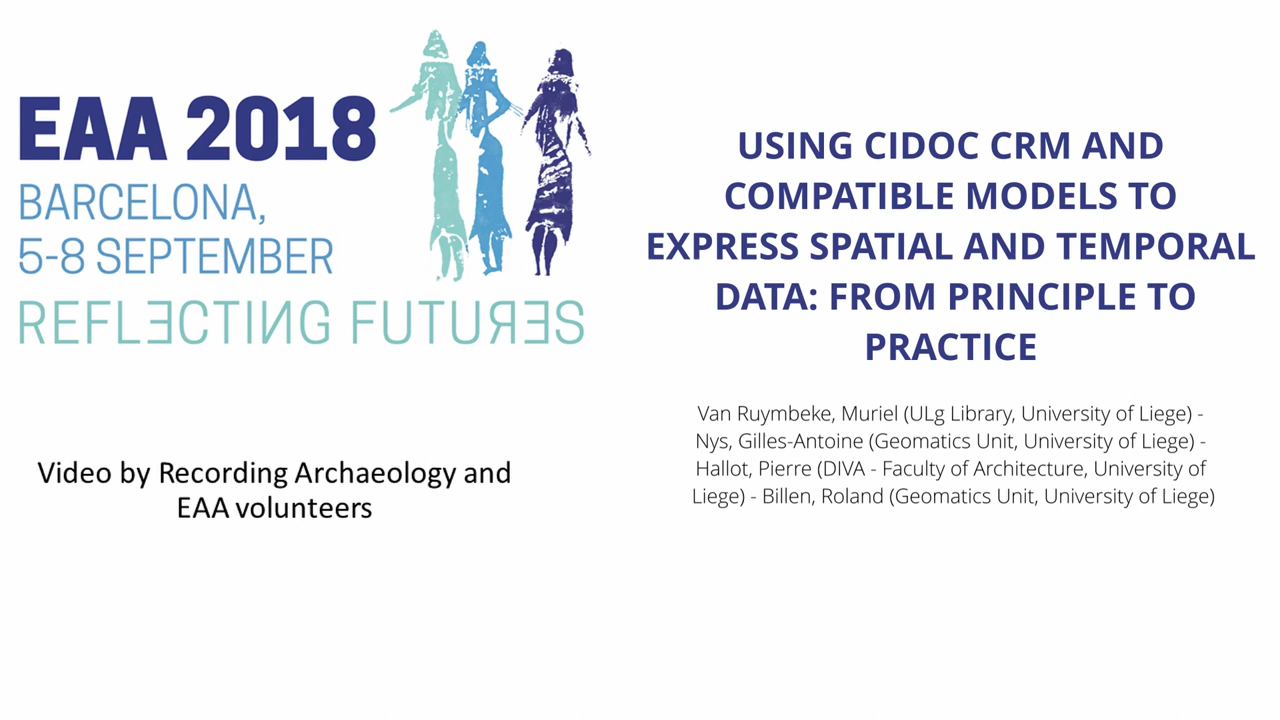 EAA 2018
BARCELONA,
5-8 SEPTEMBER
REFLECTING FUTURES
Video by Recording Archaeology and
EAA volunteers
USING CIDOC CRM AND
COMPATIBLE MODELS TO
EXPRESS SPATIAL AND TEMPORAL
DATA: FROM PRINCIPLE TO
PRACTICE
Van Ruymbeke, Muriel (ULg Library, University of Liege) -
Nys, Gilles-Antoine (Geomatics Unit, University of Liege) -
Hallot, Pierre (DIVA - Faculty of Architecture, University of
Liege) - Billen, Roland (Geomatics Unit, University of Liege)